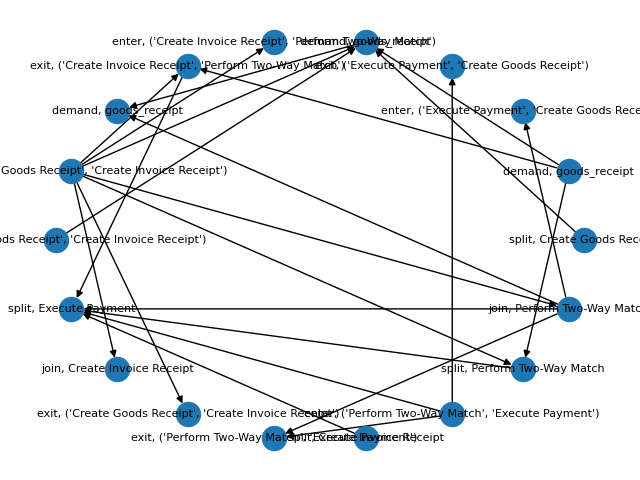 enter, ('Create Invoice Receipt', 'Perform Two-Way Match')
demand, goods_receipt
exit, ('Create Invoice Receipt', 'Perform Two-Way Match')
exit, ('Execute Payment', 'Create Goods Receipt')
demand, goods_receipt
enter, ('Execute Payment', 'Create Goods Rece
Goods Receipt', 'Create Invoice Receipt')
demand, goods_receipt
ods Receipt', 'Create Invoice Receipt')
split, Create Goods Rec
split, Execute Payment
join, Perform Two-Way Matc
join, Create Invoice Receipt
split, Perform Two-Way Match
exit, ('Create Goods Receipt', 'Create Invoice Receipt')
enter, ('Perform Two-Way Match', 'Execute Payment')
exit, ('Perform Two-Way Match', 'Execute Payment')
split, Create Invoice Receipt